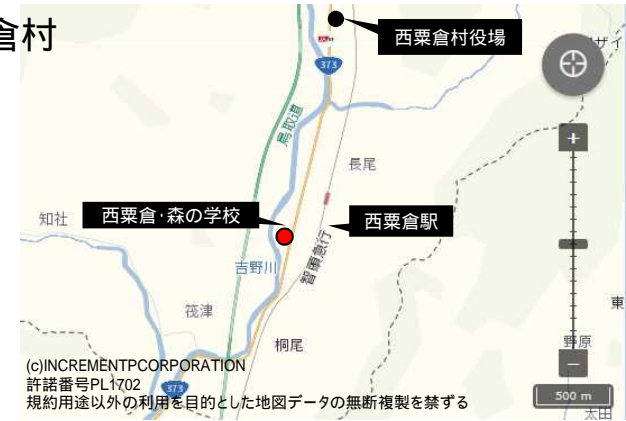 倉村
西粟倉村役場
373
鳥取道
長尾
知社
西粟倉・森の学校
西粟倉駅
吉野川
智頭急行
筏津
東
桐尾
野原
(c)INCREMENTPCORPORATION
許諾番号PL1702
373
規約用途以外の利用を目的とした地図データの無断複製を禁ずる
500 m
太田